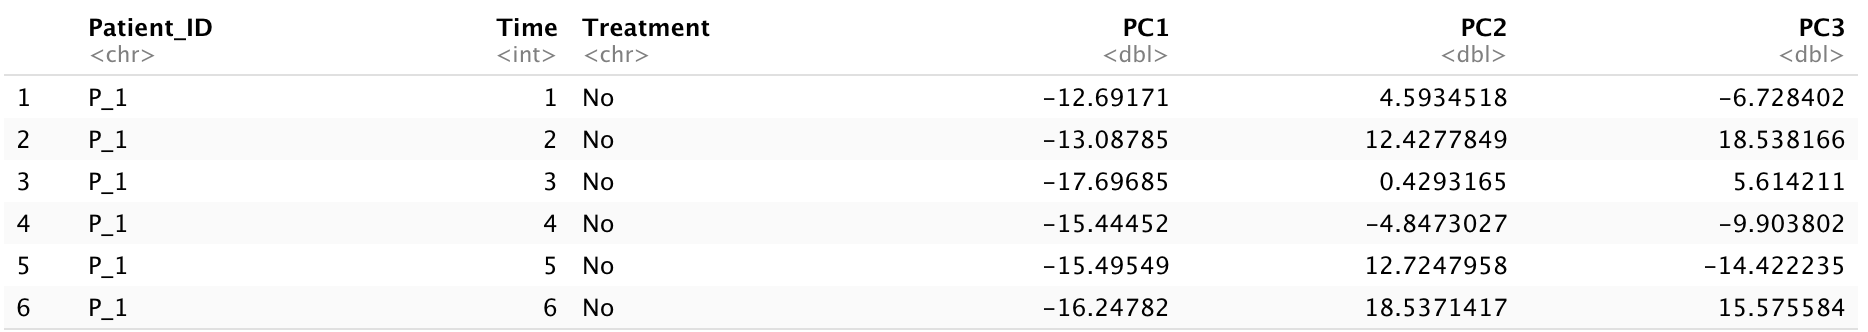 Patient_ID Time Treatment PC1 PC2 PC3
<chr> <int> <chr> <dbl> <dbl> <dbl>
1 P_1 1 No -12.69171 4.5934518 -6.728402
2 P_1 2 No -13.08785 12.4277849 18.538166
3 P_1 3 No -17.69685 0.4293165 5.614211
4 P_1 4 No -15.44452 -4.8473027 -9.903802
5 P_1 5 No -15.49549 12.7247958 -14.422235
6 P_1 6 No -16.24782 18.5371417 15.575584